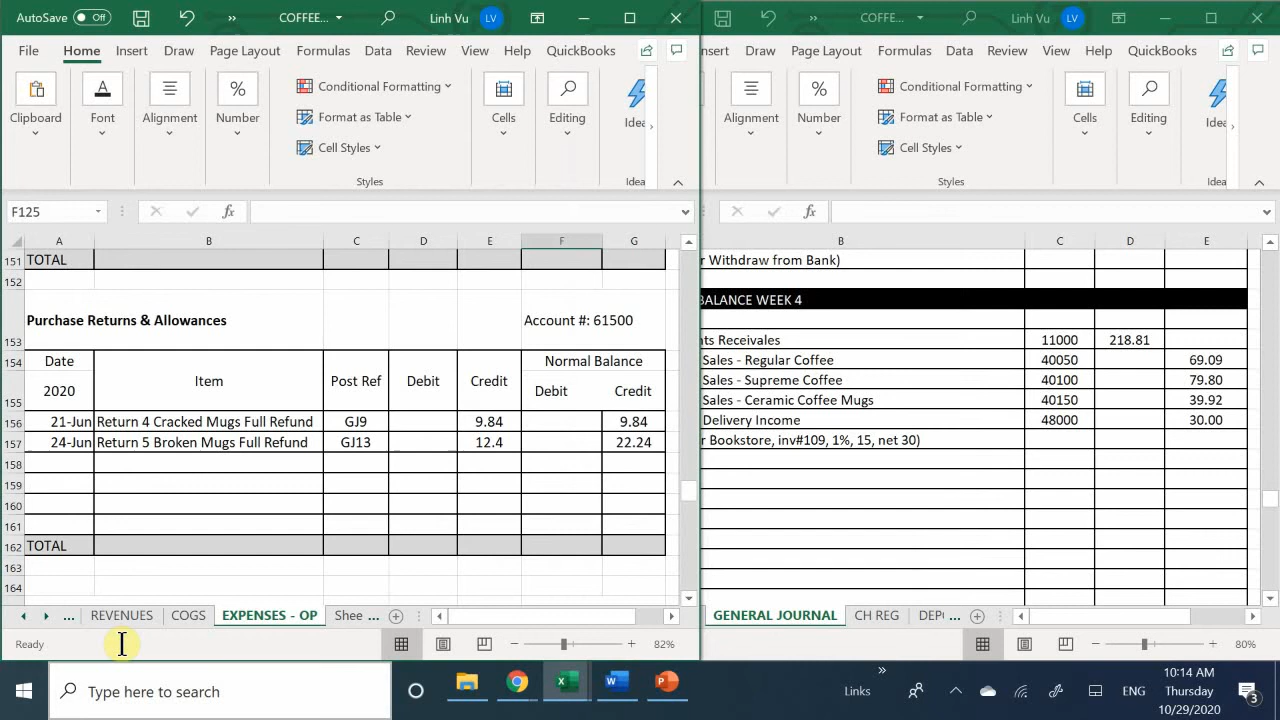 AutoSave Off COFFEE... Linh Vu LV
File Home Insert Draw Page Layout Formulas Data Review View Help QuickBooks
Clipboard Font Alignment Number Conditional Formatting Format as Table Cell Styles Cells Editing Idea
Styles Idea
F125 fx
A B C D E F G
151 TOTAL
152
153 Purchase Returns & Allowances Account #: 61500
154 Date Normal Balance
155 2020 Item Post Ref Debit Credit Debit Credit
156 21-Jun Return 4 Cracked Mugs Full Refund GJ9 9.84 9.84
157 24-Jun Return 5 Broken Mugs Full Refund GJ13 12.4 22.24
158
159
160
161
162 TOTAL
163
164
... REVENUES COGS EXPENSES - OP Shee ...
Ready 82%
COFFE... Linh Vu LV
nsert Draw Page Layout Formulas Data Review View Help QuickBooks
Alignment Number Conditional Formatting Format as Table Cell Styles Cells Editing Idea
Styles Idea
fx
B C D E
r Withdraw from Bank)
BALANCE WEEK 4
nts Receivales 11000 218.81
Sales - Regular Coffee 40050 69.09
Sales - Supreme Coffee 40100 79.80
Sales - Ceramic Coffee Mugs 40150 39.92
Delivery Income 48000 30.00
r Bookstore, inv#109, 1%, 15, net 30)
GENERAL JOURNAL CH REG DEP( ...
80%
Type here to search Links » ENG 10:14 AM
Thursday
10/29/2020 3